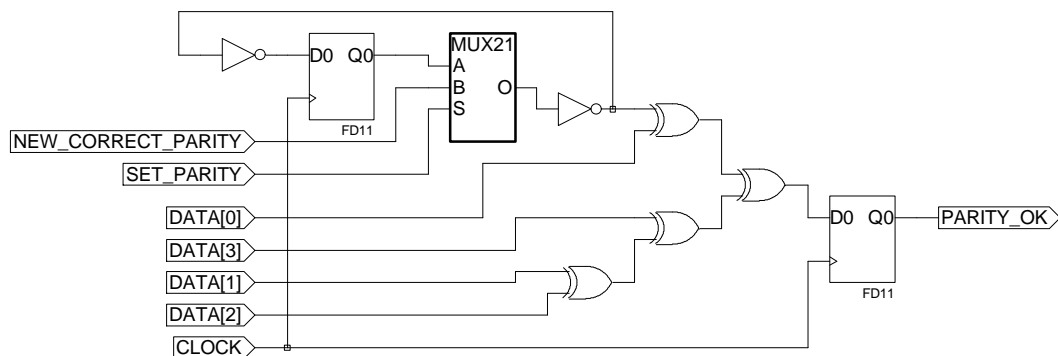 MUX21
D0 Q0
A
B O
S
FD11
NEW_CORRECT_PARITY
SET_PARITY
DATA[0]
D0 Q0
PARITY_OK
DATA[3]
DATA[1]
FD11
DATA[2]
CLOCK